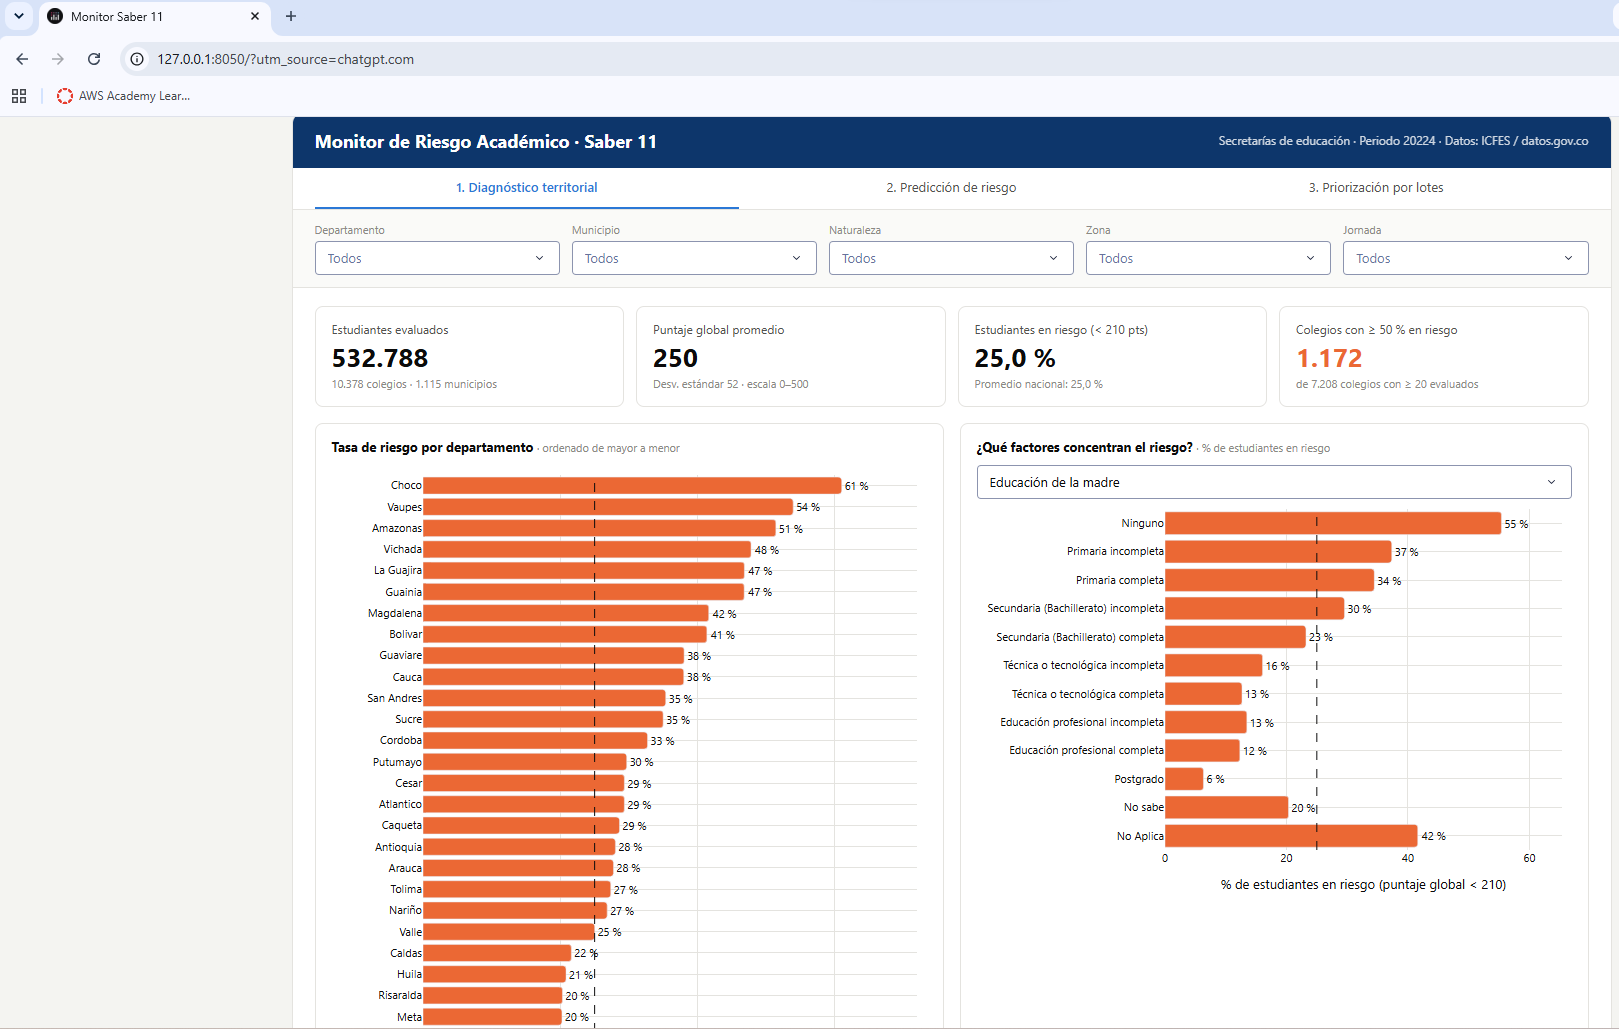 Monitor Saber 11
127.0.0.1:8050/?utm_source=chatgpt.com
AWS Academy Lear...
Monitor de Riesgo Académico · Saber 11
Secretarías de educación · Periodo 20224 · Datos: ICFES / datos.gov.co
1. Diagnóstico territorial
2. Predicción de riesgo
3. Priorización por lotes
Departamento
Municipio
Naturaleza
Zona
Jornada
Todos
Todos
Todos
Todos
Todos
Estudiantes evaluados
532.788
10.378 colegios · 1.115 municipios
Puntaje global promedio
250
Desv. estándar 52 · escala 0–500
Estudiantes en riesgo (< 210 pts)
25,0 %
Promedio nacional: 25,0 %
Colegios con ≥ 50 % en riesgo
1.172
de 7.208 colegios con ≥ 20 evaluados
Tasa de riesgo por departamento · ordenado de mayor a menor
Choco 61 %
Vaupes 54 %
Amazonas 51 %
Vichada 48 %
La Guajira 47 %
Guainia 47 %
Magdalena 42 %
Bolivar 41 %
Guaviare 38 %
Cauca 38 %
San Andres 35 %
Sucre 35 %
Cordoba 33 %
Putumayo 30 %
Cesar 29 %
Atlantico 29 %
Caqueta 29 %
Antioquia 28 %
Arauca 28 %
Tolima 27 %
Nariño 27 %
Valle 25 %
Caldas 22 %
Huila 21 %
Risaralda 20 %
Meta 20 %
¿Qué factores concentran el riesgo? · % de estudiantes en riesgo
Educación de la madre
Ninguno 55 %
Primaria incompleta 37 %
Primaria completa 34 %
Secundaria (Bachillerato) incompleta 30 %
Secundaria (Bachillerato) completa 23 %
Técnica o tecnológica incompleta 16 %
Técnica o tecnológica completa 13 %
Educación profesional incompleta 13 %
Educación profesional completa 12 %
Postgrado 6 %
No sabe 20 %
No Aplica 42 %
0 20 40 60
% de estudiantes en riesgo (puntaje global < 210)